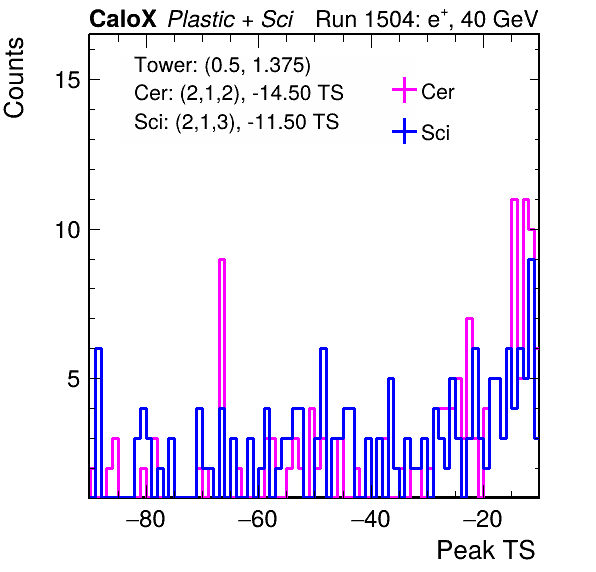 CaloX Plastic + Sci Run 1504: e+, 40 GeV
Counts
Tower: (0.5, 1.375)
Cer: (2,1,2), -14.50 TS
Sci: (2,1,3), -11.50 TS
Cer
Sci
15
10
5
−80 −60 −40 −20
Peak TS